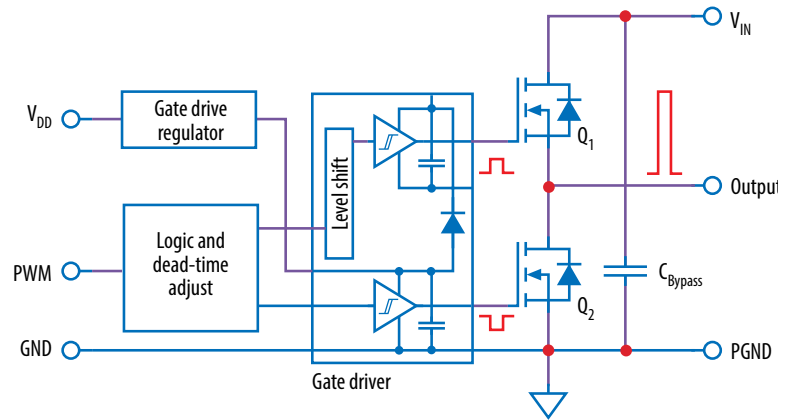 V_IN
V_DD
Gate drive
regulator
Level shift
Q_1
Output
Logic and
dead-time
adjust
PWM
C_Bypass
Q_2
GND
PGND
Gate driver